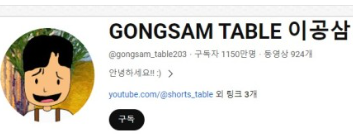 GONGSAM TABLE 이공삼
@gongsam_table203 · 구독자 1150만명 · 동영상 924개
안녕하세요!! :) >
youtube.com/@shorts_table 외 링크 3개
구독